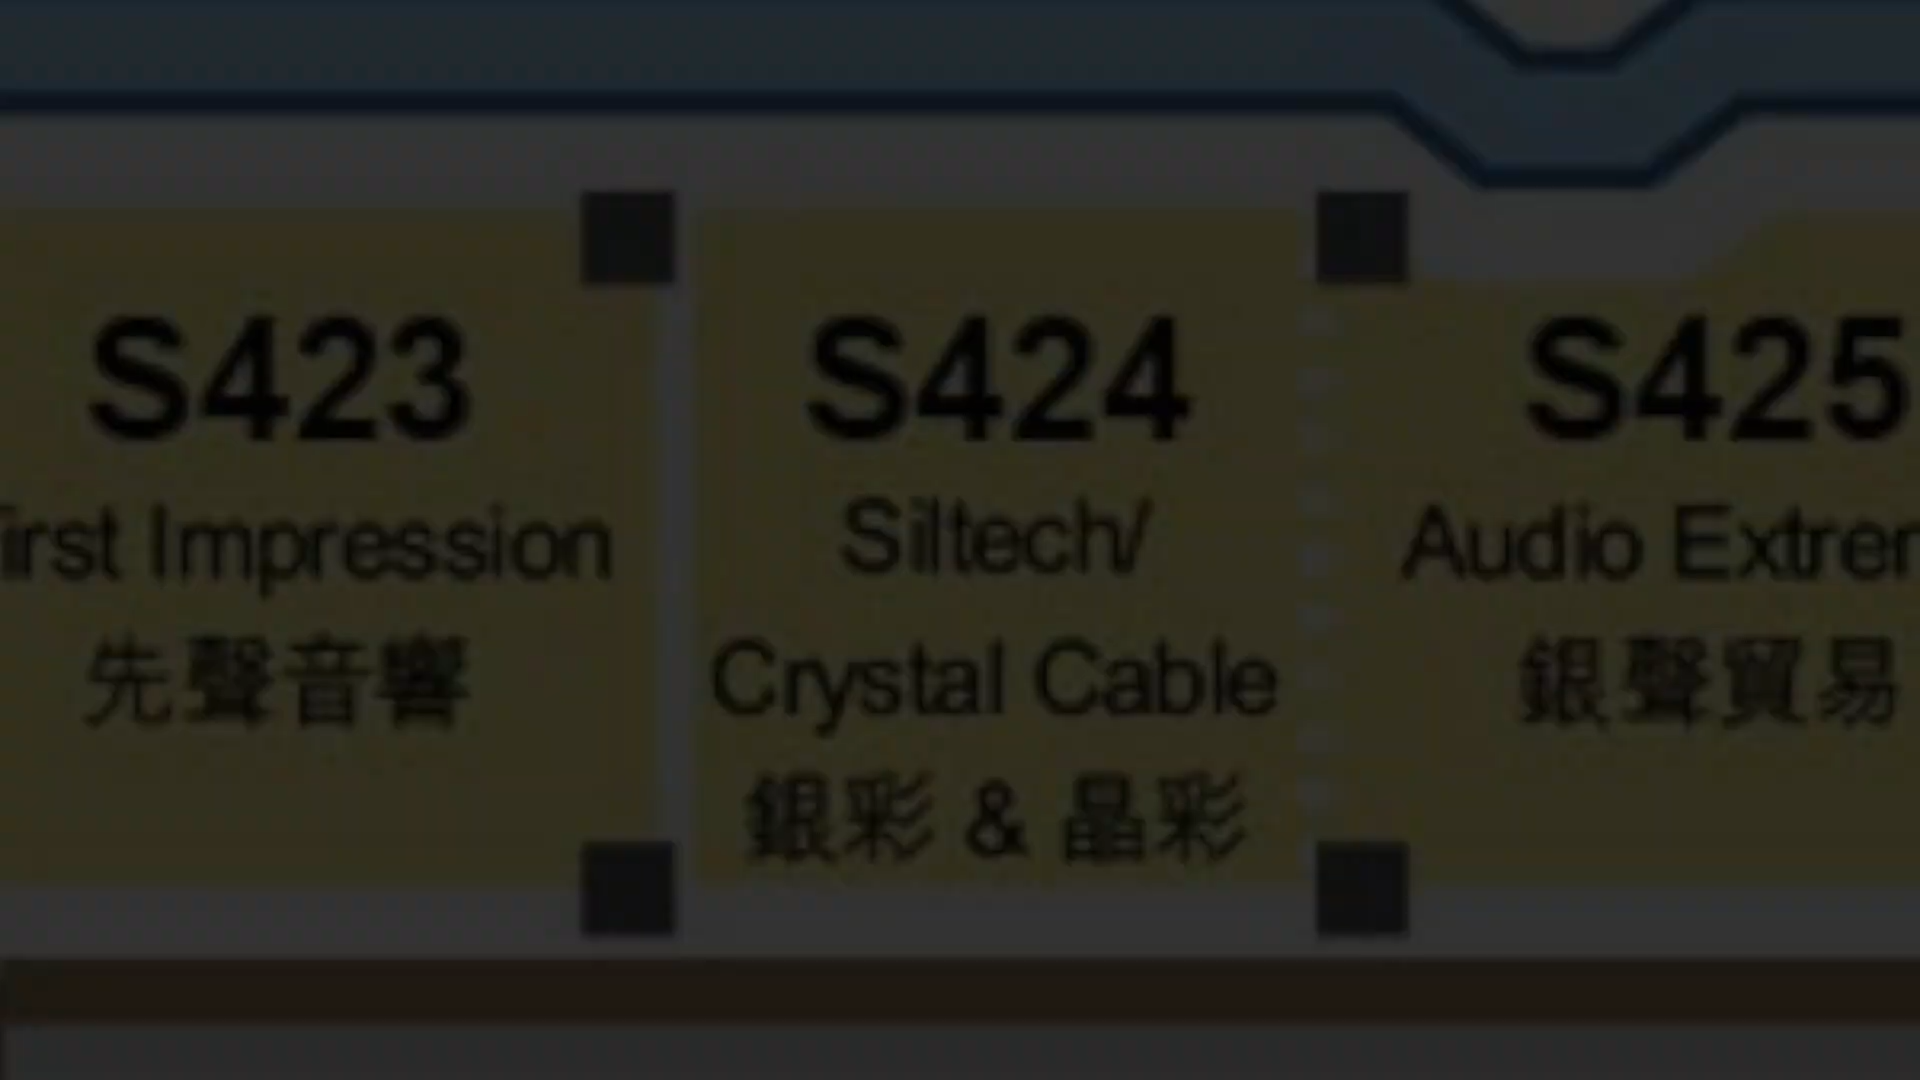 S423
irst Impression
先聲音響
S424
Siltech/
Crystal Cable
銀彩 & 晶彩
S425
Audio Extrem
銀聲貿易